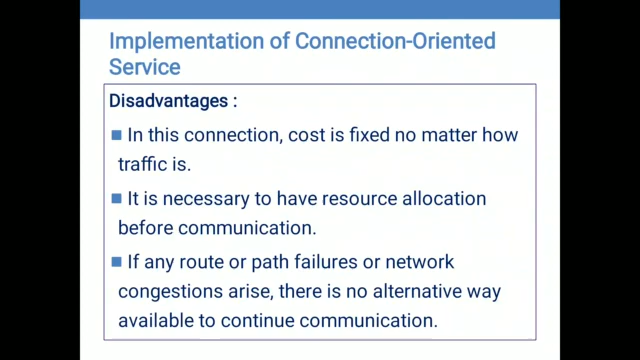 Implementation of Connection-Oriented
Service
Disadvantages :
In this connection, cost is fixed no matter how
traffic is.
It is necessary to have resource allocation
before communication.
If any route or path failures or network
congestions arise, there is no alternative way
available to continue communication.